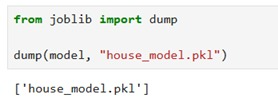 from joblib import dump
dump(model, "house_model.pkl")
['house_model.pkl']